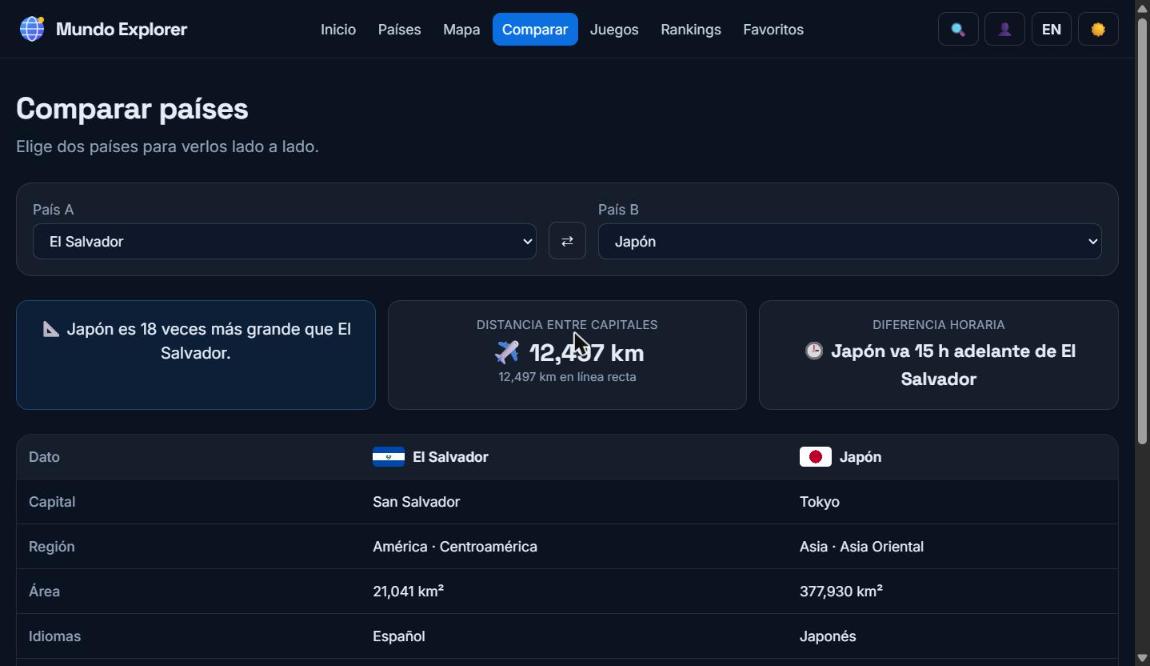 Mundo Explorer
Inicio Países Mapa Comparar Juegos Rankings Favoritos EN
Comparar países
Elige dos países para verlos lado a lado.
País A País B
El Salvador Japón
Japón es 18 veces más grande que El
Salvador.
DISTANCIA ENTRE CAPITALES
12,497 km
12,497 km en línea recta
DIFERENCIA HORARIA
Japón va 15 h adelante de El
Salvador
Dato El Salvador Japón
Capital San Salvador Tokyo
Región América · Centroamérica Asia · Asia Oriental
Área 21,041 km² 377,930 km²
Idiomas Español Japonés